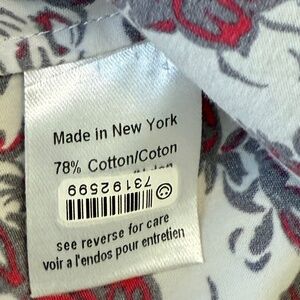 Made in New York
78% Cotton/Coton
73192599
see reverse for care
voir a l'endos pour entretien